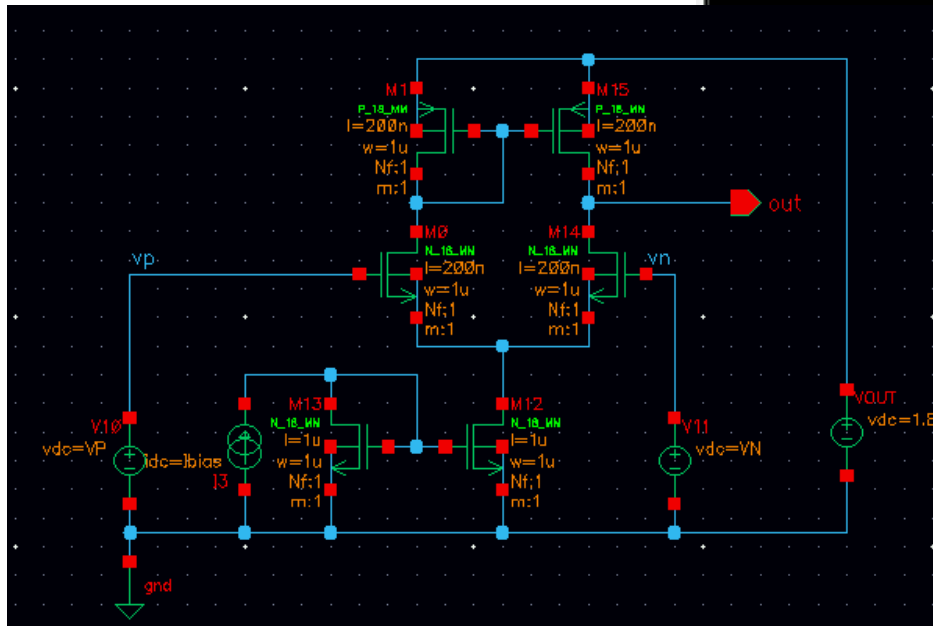 M1
M15
P_18_MM
P_18_MM
l=200n
l=200n
w=1u
w=1u
Nf:1
Nf:1
m:1
m:1
out
M0
M14
N_18_MM
N_18_MM
vp
vn
l=200n
l=200n
w=1u
w=1u
Nf:1
Nf:1
m:1
m:1
M13
M12
N_18_MM
N_18_MM
V10
V11
vdc=VP
vdc=VN
idc=Ibias
I3
l=1u
l=1u
w=1u
w=1u
Nf:1
Nf:1
m:1
m:1
vdc=1.8
gnd